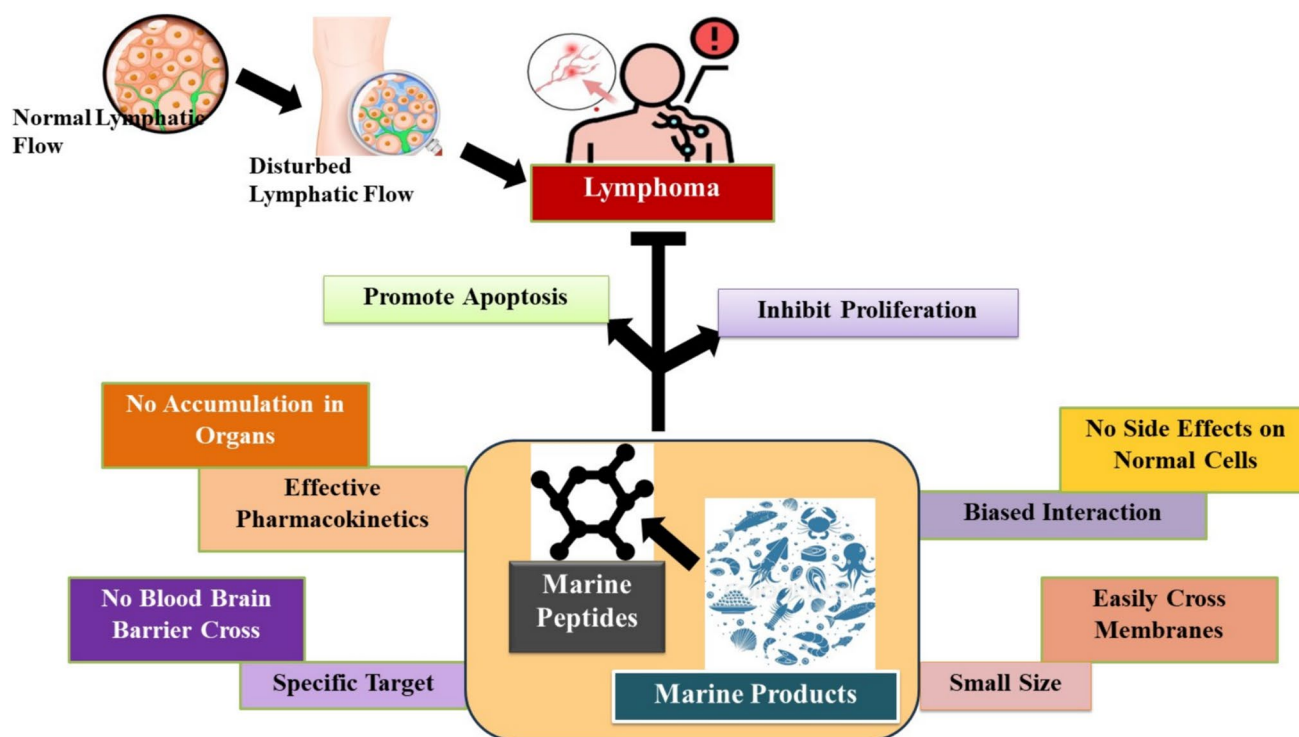 Normal Lymphatic
Flow
Disturbed
Lymphatic Flow
!
Lymphoma
Promote Apoptosis
Inhibit Proliferation
No Accumulation in
Organs
Effective
Pharmacokinetics
No Side Effects on
Normal Cells
Biased Interaction
Marine
Peptides
No Blood Brain
Barrier Cross
Specific Target
Easily Cross
Membranes
Small Size
Marine Products